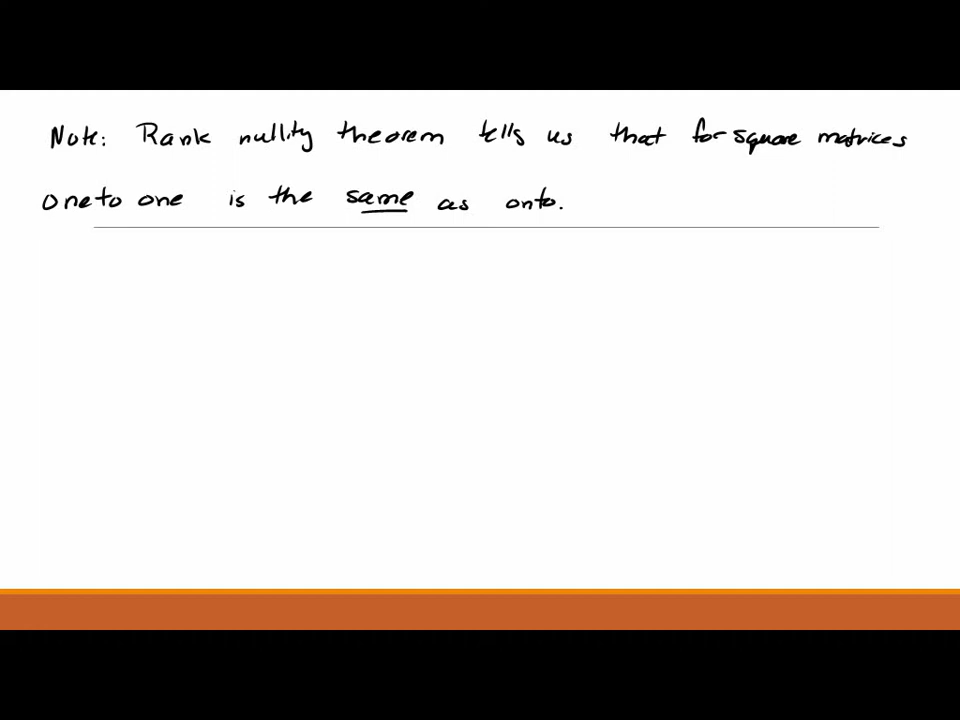 Note: Rank nullity theorem tells us that for square matrices
one to one is the same as onto.